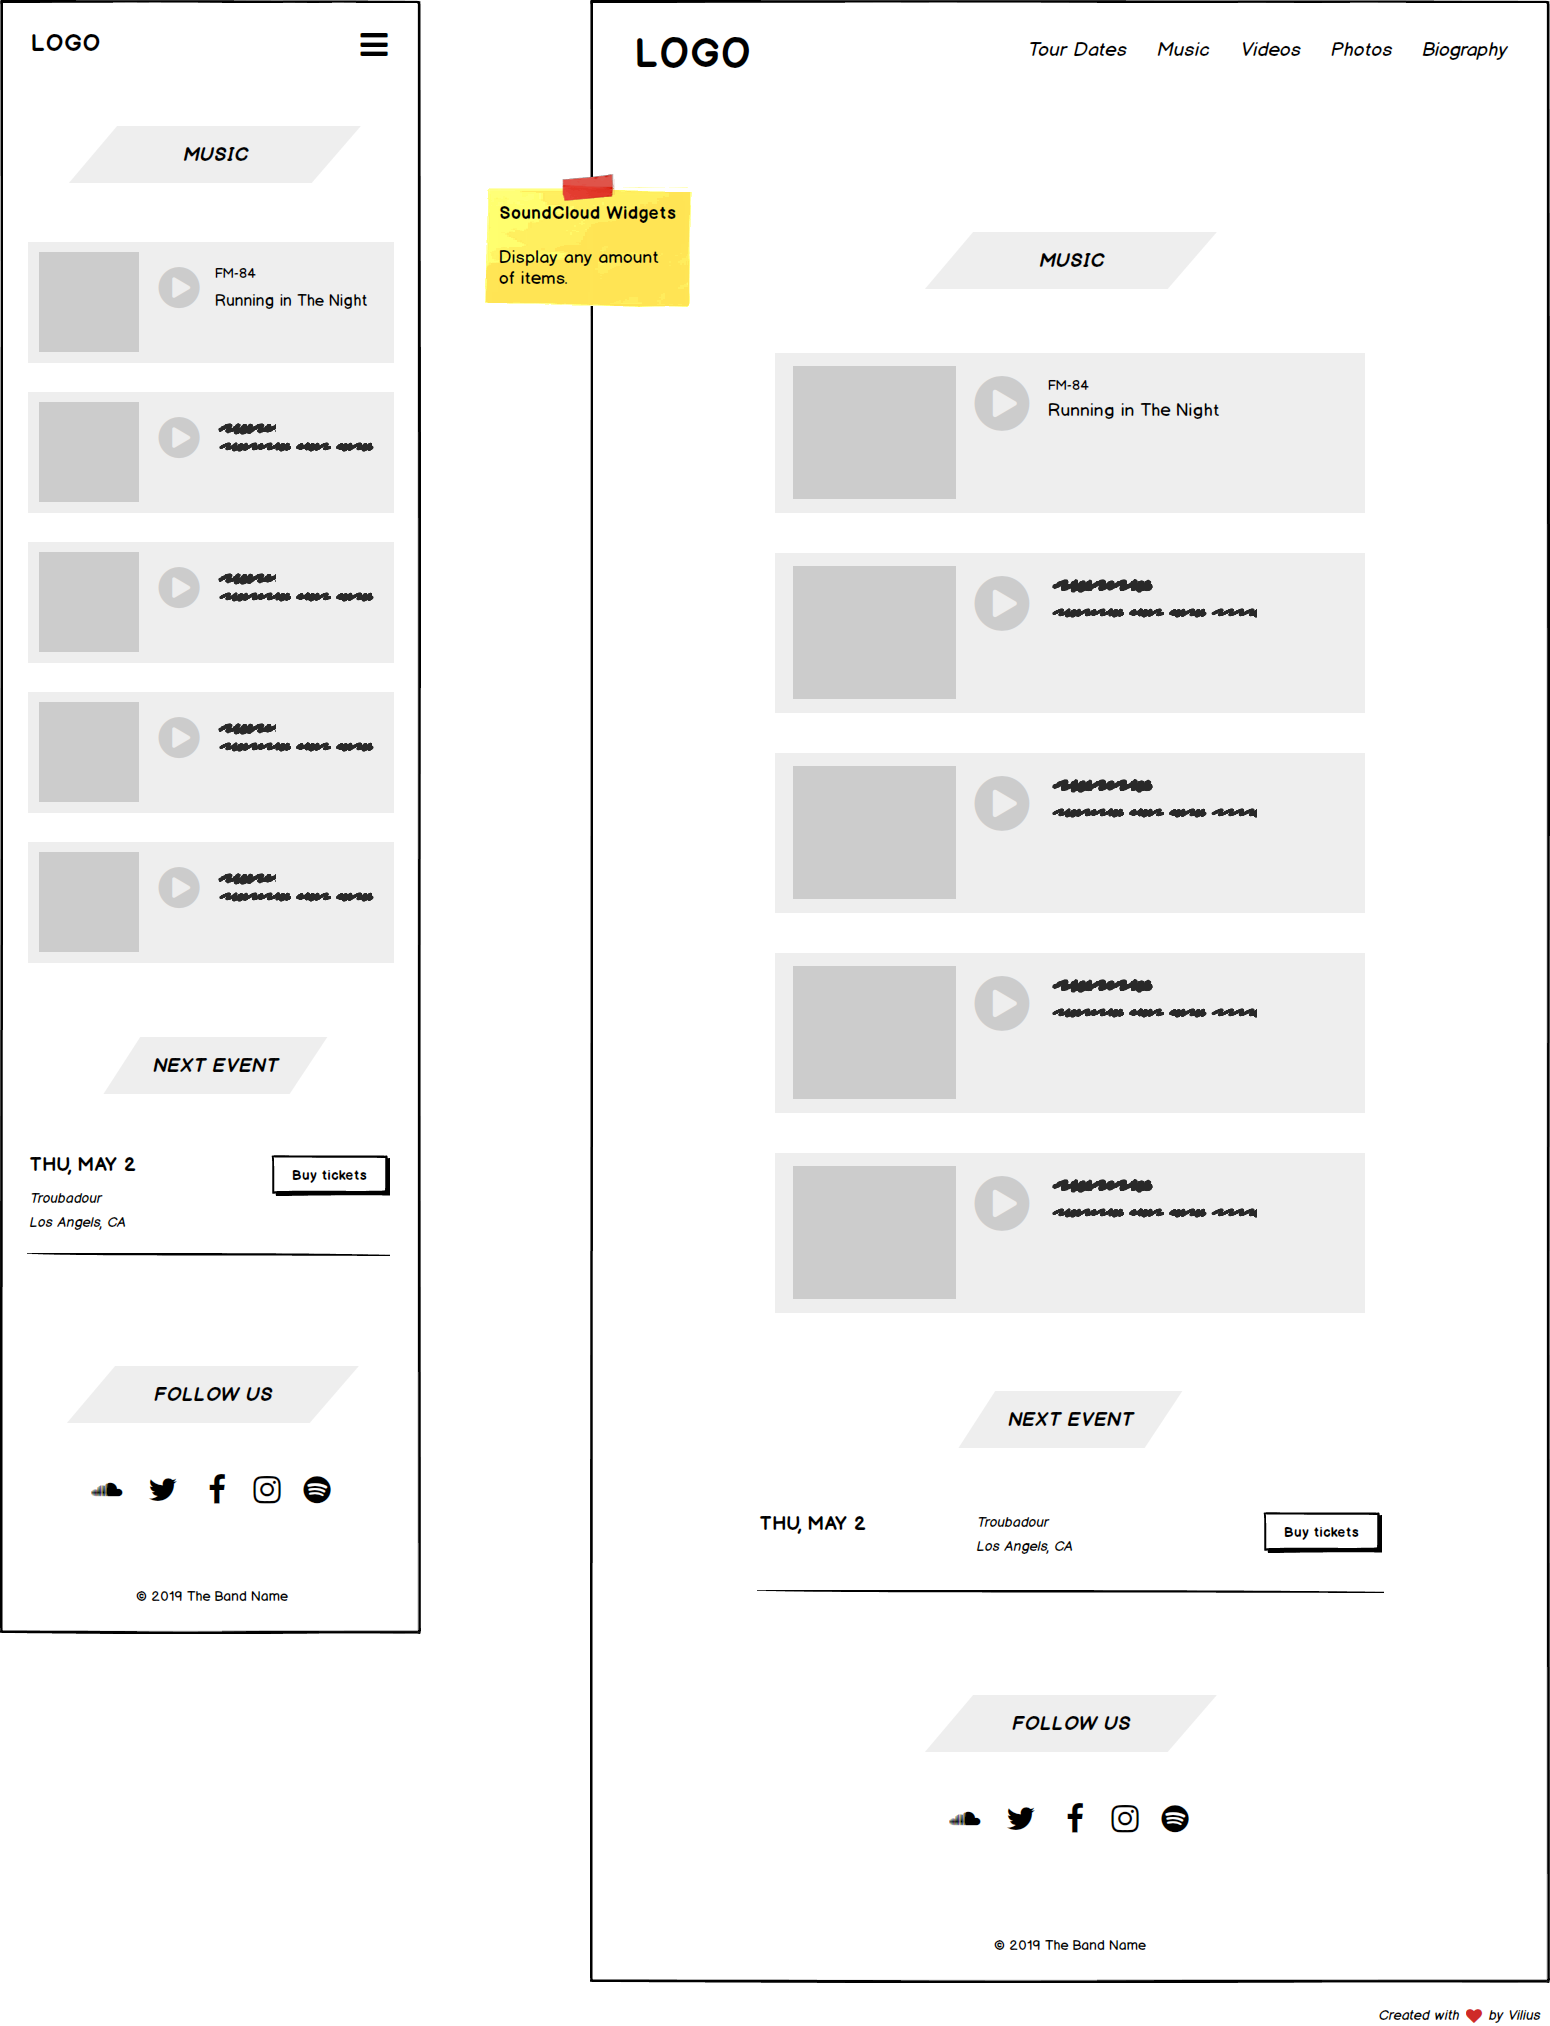 LOGO
MUSIC
FM-84
Running in The Night
NEXT EVENT
THU, MAY 2
Buy tickets
Troubadour
Los Angels, CA
FOLLOW US
© 2019 The Band Name
SoundCloud Widgets
Display any amount
of items.
LOGO
Tour Dates Music Videos Photos Biography
MUSIC
FM-84
Running in The Night
NEXT EVENT
THU, MAY 2
Troubadour
Los Angels, CA
Buy tickets
FOLLOW US
© 2019 The Band Name
Created with ❤ by Vilius